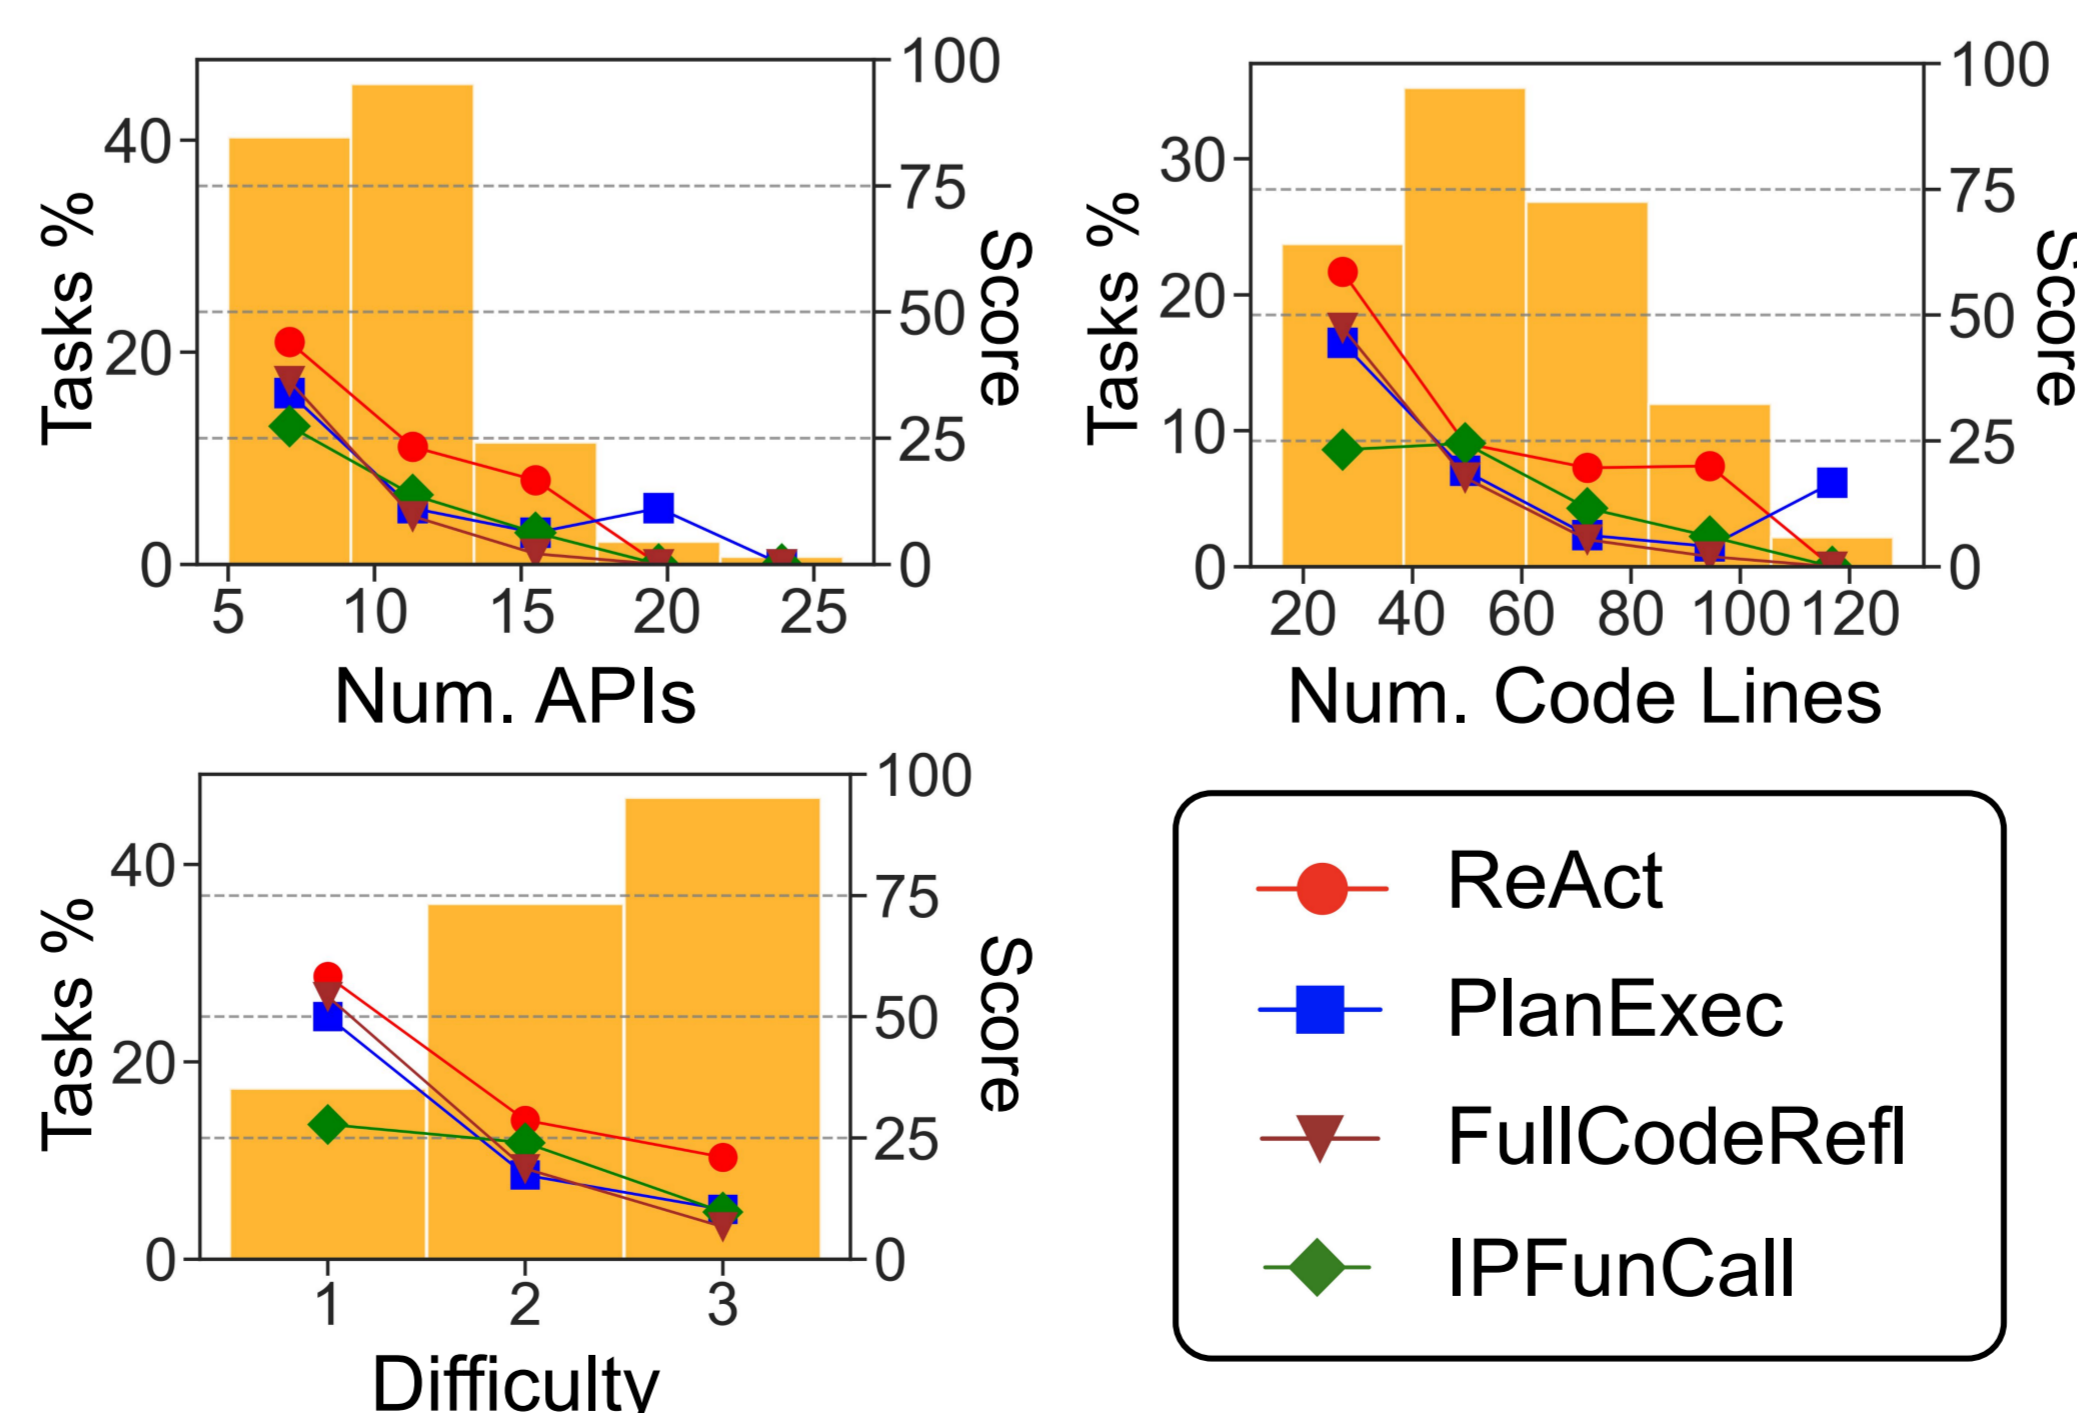 100
40
75
Tasks %
50
Score
20
25
0
0
5 10 15 20 25
Num. APIs
100
30
75
Tasks %
20
50
Score
10
25
0
0
20 40 60 80 100 120
Num. Code Lines
100
40
75
Tasks %
50
Score
20
25
0
0
1 2 3
Difficulty
ReAct
PlanExec
FullCodeRefl
IPFunCall